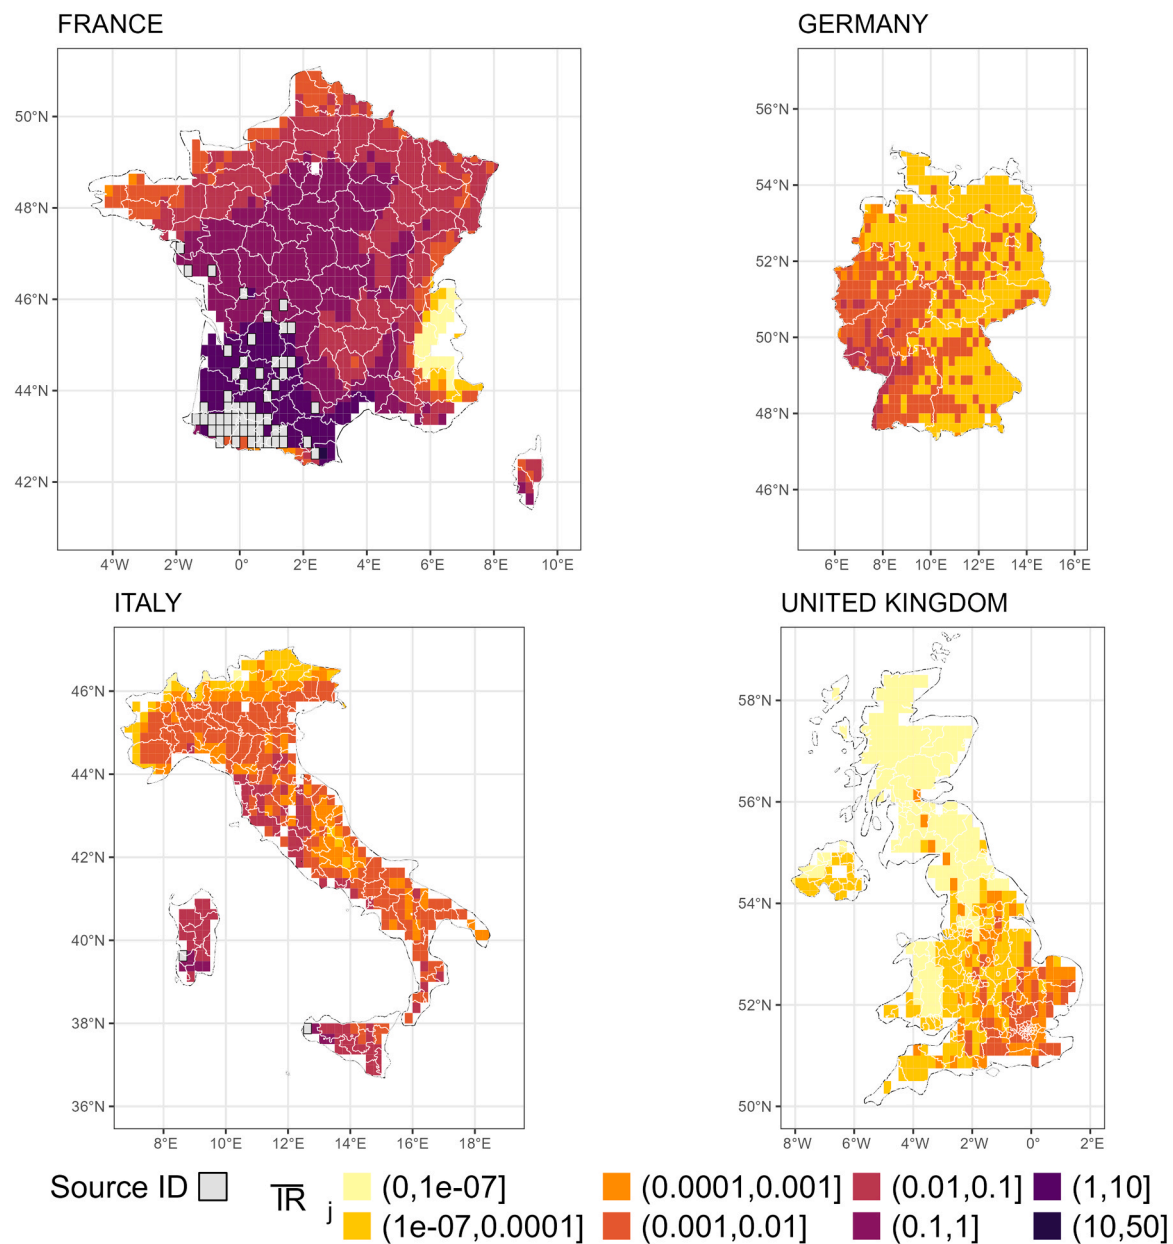 FRANCE
GERMANY
50°N
48°N
46°N
44°N
42°N
4°W 2°W 0° 2°E 4°E 6°E 8°E 10°E
56°N
54°N
52°N
50°N
48°N
46°N
6°E 8°E 10°E 12°E 14°E 16°E
ITALY
UNITED KINGDOM
46°N
44°N
42°N
40°N
38°N
36°N
8°E 10°E 12°E 14°E 16°E 18°E
58°N
56°N
54°N
52°N
50°N
8°W 6°W 4°W 2°W 0° 2°E
Source ID
IR j
(0,1e-07] (0.0001,0.001] (0.01,0.1] (1,10]
(1e-07,0.0001] (0.001,0.01] (0.1,1] (10,50]